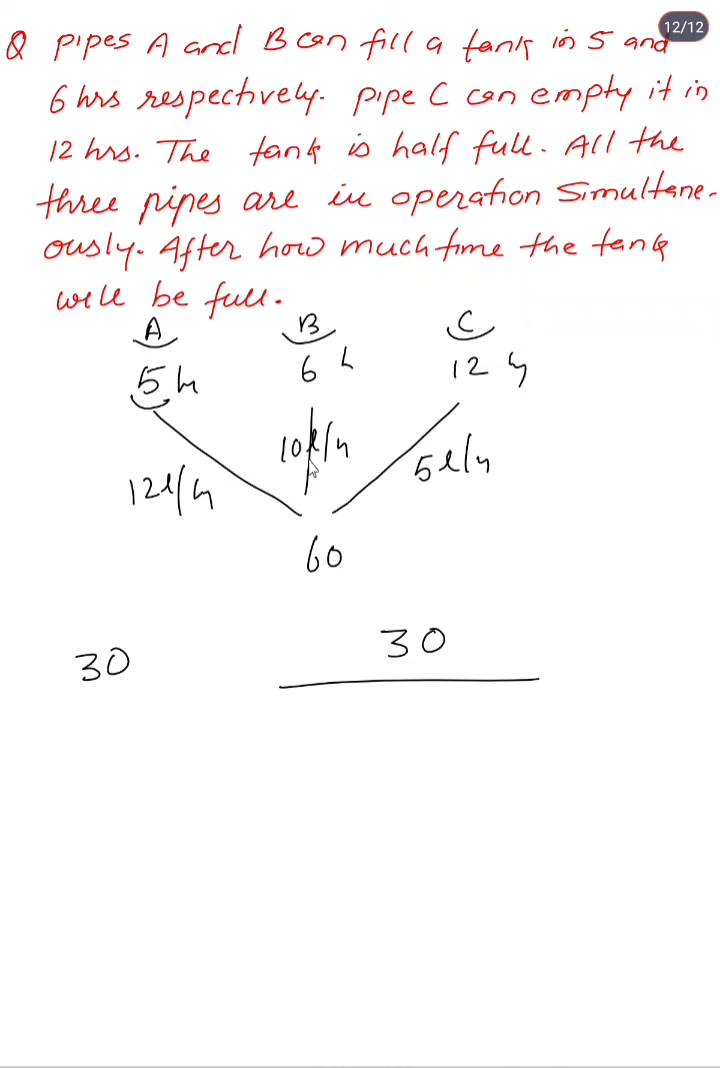 12/12
Q Pipes A and B can fill a tank in 5 and
6 hrs respectively. Pipe C can empty it in
12 hrs. The tank is half full. All the
three pipes are in operation Simultane-
ously. After how much time the tank
will be full.
A B C
5 h 6 h 12 h
12 l/h 10 l/h 5 l/h
60
30 30